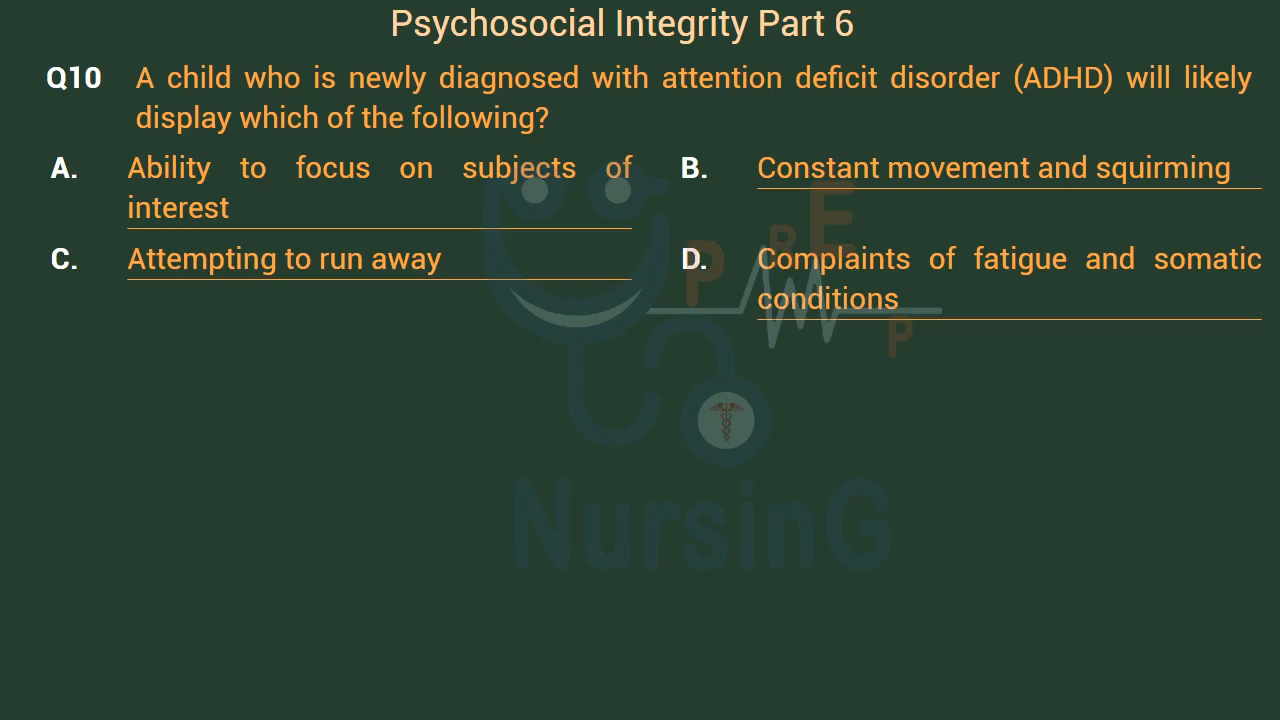 Psychosocial Integrity Part 6
Q10 A child who is newly diagnosed with attention deficit disorder (ADHD) will likely
display which of the following?
A. Ability to focus on subjects of
interest
B. Constant movement and squirming
C. Attempting to run away
D. Complaints of fatigue and somatic
conditions
P R E P
NursinG